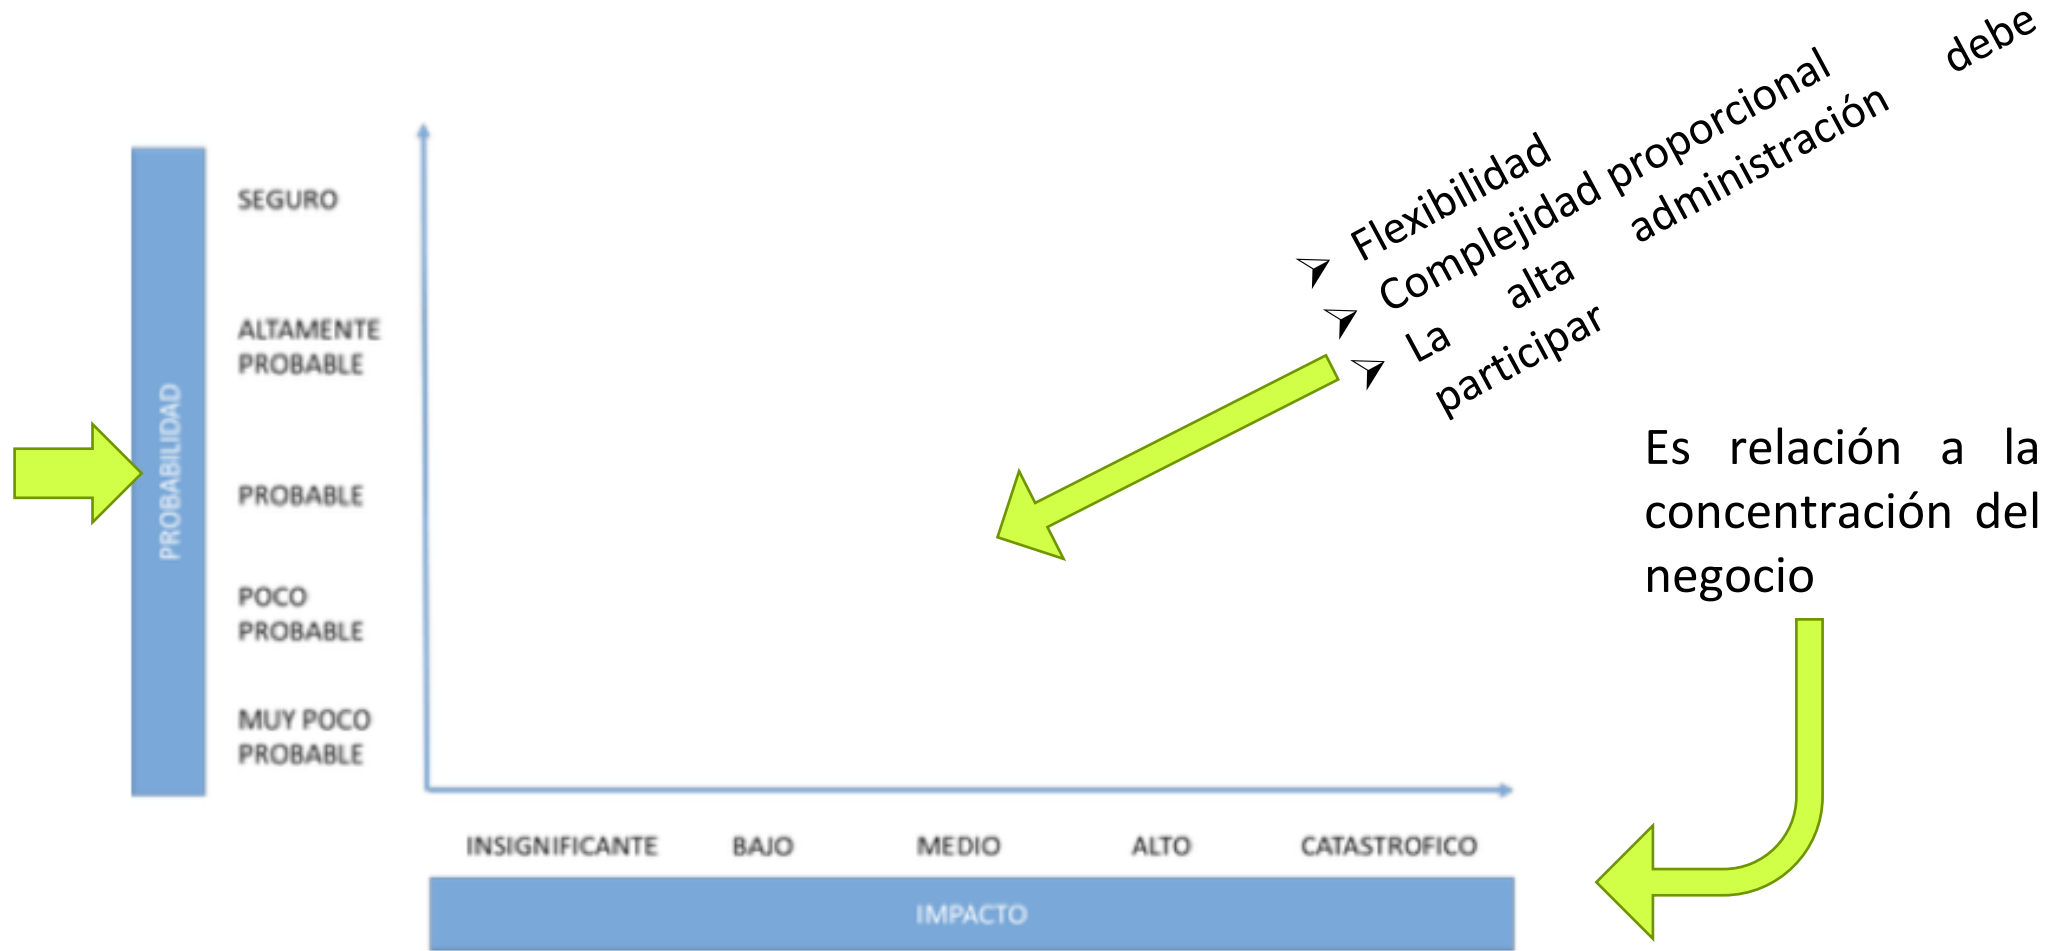 SEGURO
ALTAMENTE
PROBABLE
PROBABLE
POCO
PROBABLE
MUY POCO
PROBABLE
PROBABILIDAD
INSIGNIFICANTE
BAJO
MEDIO
ALTO
CATASTROFICO
IMPACTO
Flexibilidad
Complejidad proporcional
La alta administración debe
participar
Es relación a la
concentración del
negocio